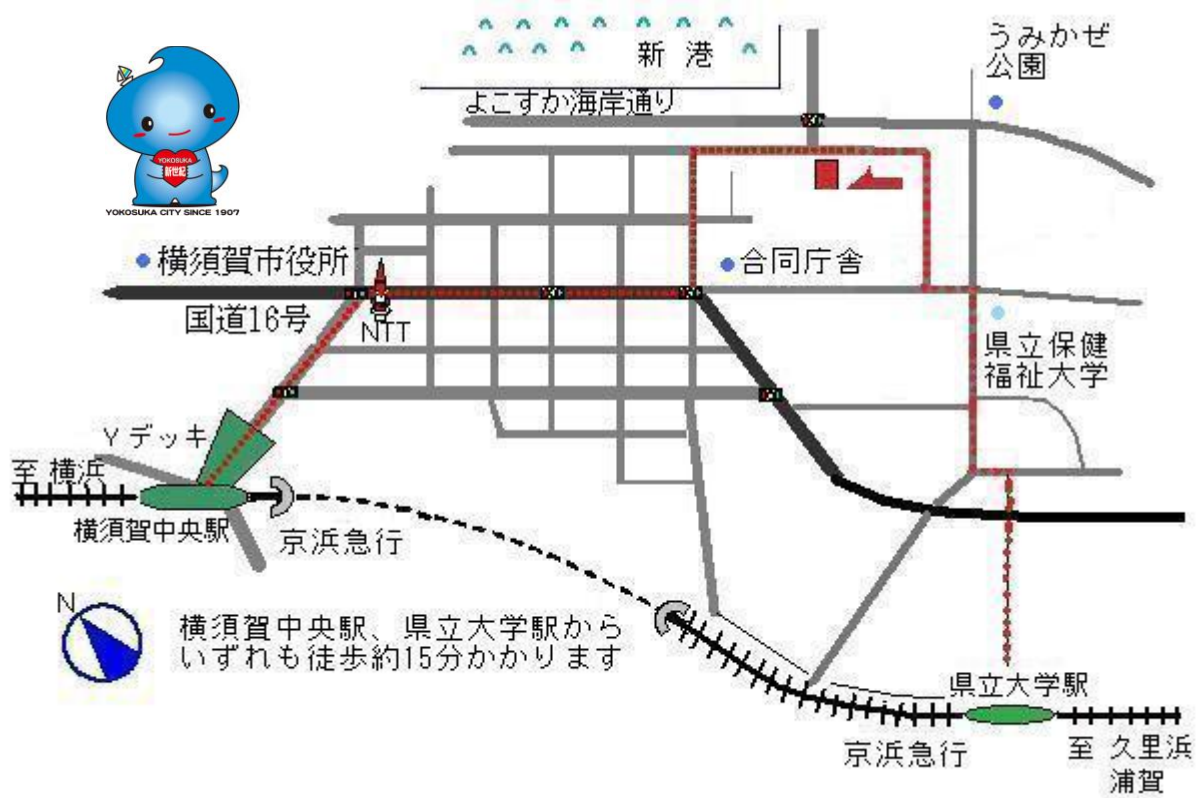 うみかぜ
公園
新 港
よこすか海岸通り
YOKOSUKA
新世紀
YOKOSUKA CITY SINCE 1907
横須賀市役所
合同庁舎
国道16号
NTT
県立保健
福祉大学
Yデッキ
至 横浜
横須賀中央駅
京浜急行
N
横須賀中央駅、県立大学駅から
いずれも徒歩約15分かかります
県立大学駅
京浜急行
至 久里浜
浦賀